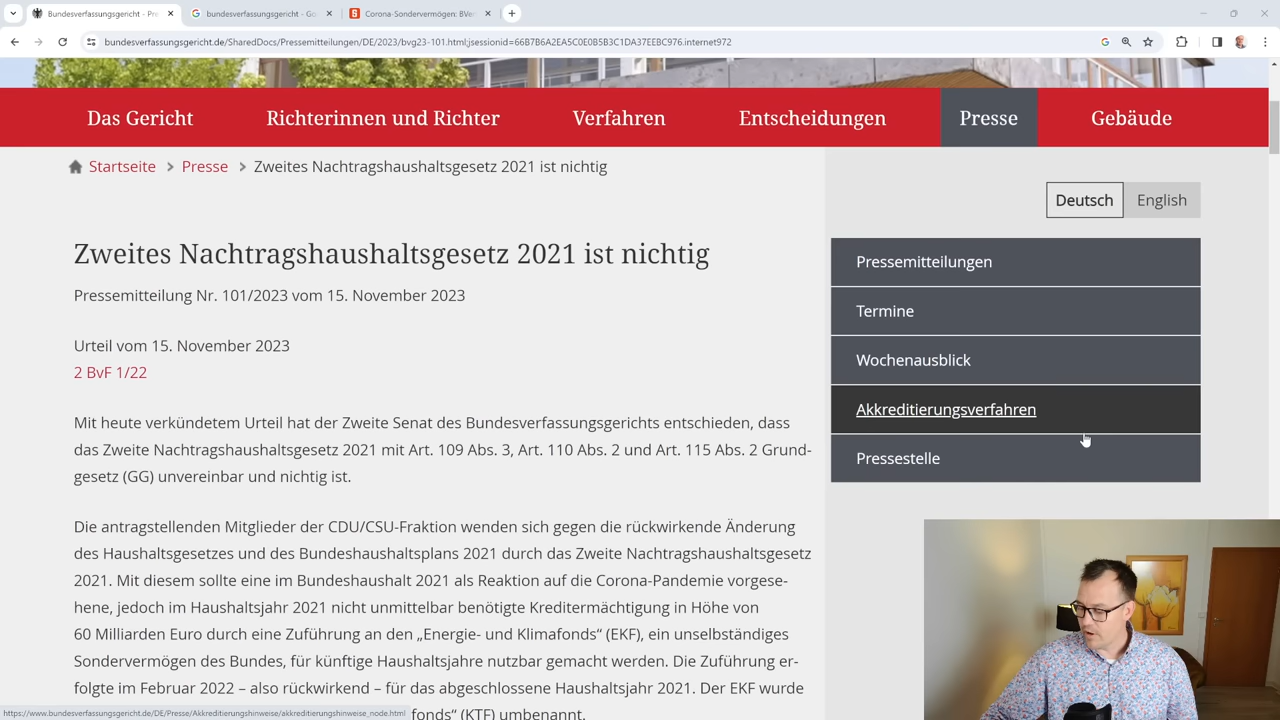 Bundesverfassungsgericht - Pre
bundesverfassungsgericht - Go
Corona-Sondervermögen: BVer
bundesverfassungsgericht.de/SharedDocs/Pressemitteilungen/DE/2023/bvg23-101.html;jsessionid=66B7B6A2EA5C0E0B5B3C1DA37EEBC976.internet972
Das Gericht Richterinnen und Richter Verfahren Entscheidungen Presse Gebäude
Startseite > Presse > Zweites Nachtragshaushaltsgesetz 2021 ist nichtig
Deutsch English
Zweites Nachtragshaushaltsgesetz 2021 ist nichtig
Pressemitteilung Nr. 101/2023 vom 15. November 2023
Urteil vom 15. November 2023
2 BvF 1/22
Mit heute verkündetem Urteil hat der Zweite Senat des Bundesverfassungsgerichts entschieden, dass
das Zweite Nachtragshaushaltsgesetz 2021 mit Art. 109 Abs. 3, Art. 110 Abs. 2 und Art. 115 Abs. 2 Grund-
gesetz (GG) unvereinbar und nichtig ist.
Die antragstellenden Mitglieder der CDU/CSU-Fraktion wenden sich gegen die rückwirkende Änderung
des Haushaltsgesetzes und des Bundeshaushaltsplans 2021 durch das Zweite Nachtragshaushaltsgesetz
2021. Mit diesem sollte eine im Bundeshaushalt 2021 als Reaktion auf die Corona-Pandemie vorgese-
hene, jedoch im Haushaltsjahr 2021 nicht unmittelbar benötigte Kreditermächtigung in Höhe von
60 Milliarden Euro durch eine Zuführung an den „Energie- und Klimafonds“ (EKF), ein unselbständiges
Sondervermögen des Bundes, für künftige Haushaltsjahre nutzbar gemacht werden. Die Zuführung er-
folgte im Februar 2022 – also rückwirkend – für das abgeschlossene Haushaltsjahr 2021. Der EKF wurde
fonds“ (KTF) umbenannt.
Pressemitteilungen
Termine
Wochenausblick
Akkreditierungsverfahren
Pressestelle
https://www.bundesverfassungsgericht.de/DE/Presse/Akkreditierungshinweise/akkreditierungshinweise_node.html